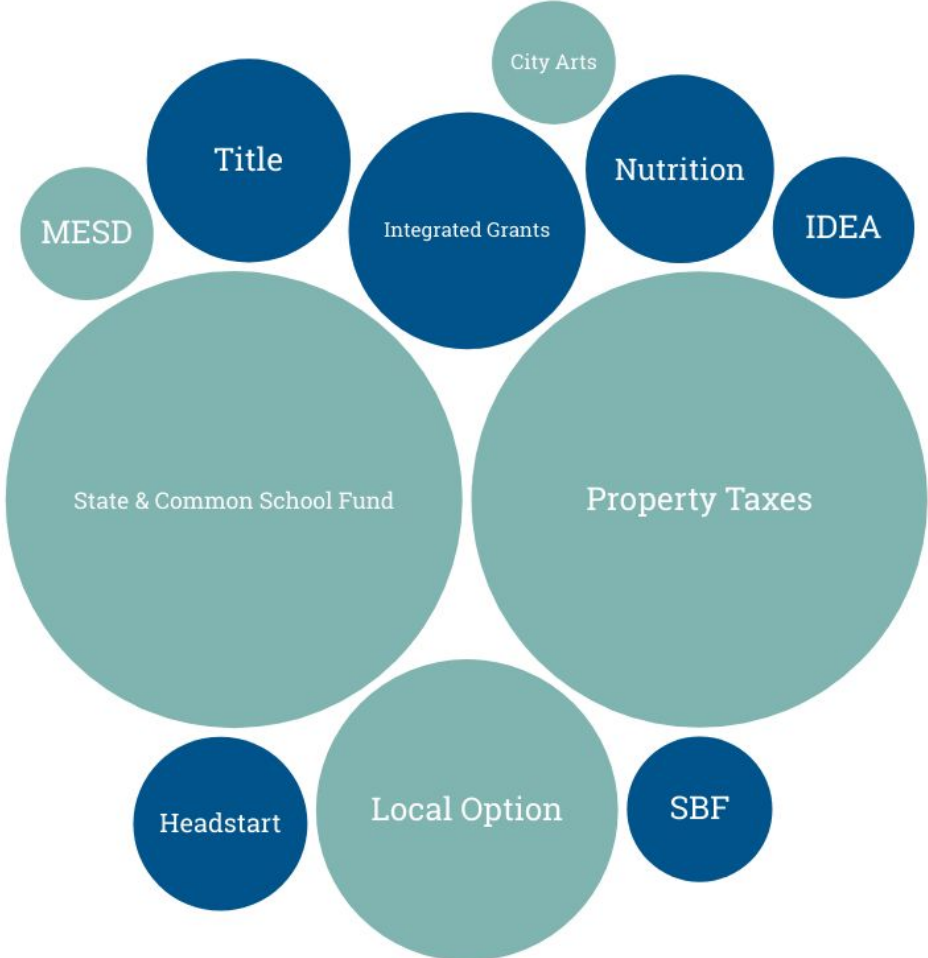 City Arts
Title
Nutrition
MESD
Integrated Grants
IDEA
State & Common School Fund
Property Taxes
Headstart
Local Option
SBF